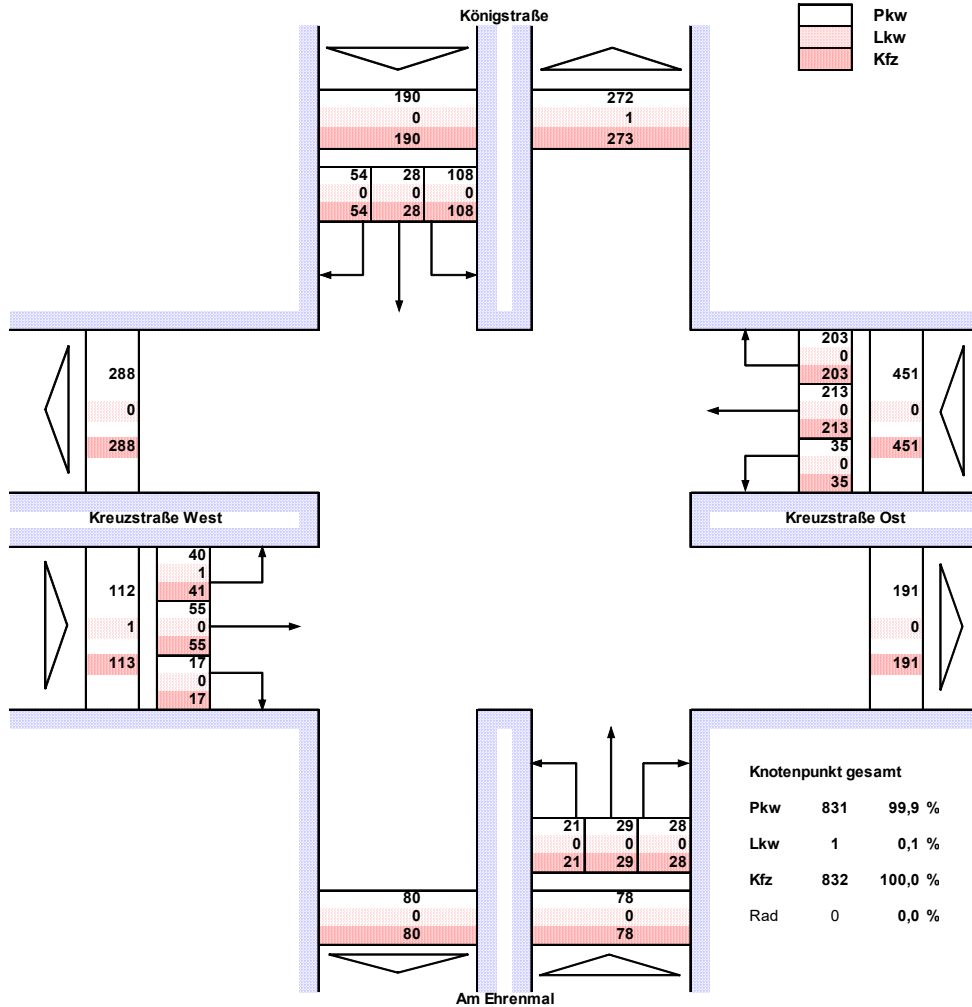 Königstraße
Pkw
Lkw
Kfz
190 272
0 1
190 273
54 28 108
0 0 0
54 28 108
203
0
203
288 451
213
0 0 0
213
288 451
35
0
35
Kreuzstraße West Kreuzstraße Ost
40
1
41
112 191
55
1 0 0
55
113 191
17
0
17
Knotenpunkt gesamt
Pkw 831 99,9 %
21 29 28
0 0 0
21 29 28
Lkw 1 0,1 %
Kfz 832 100,0 %
80 78
0 0
80 78
Rad 0 0,0 %
Am Ehrenmal